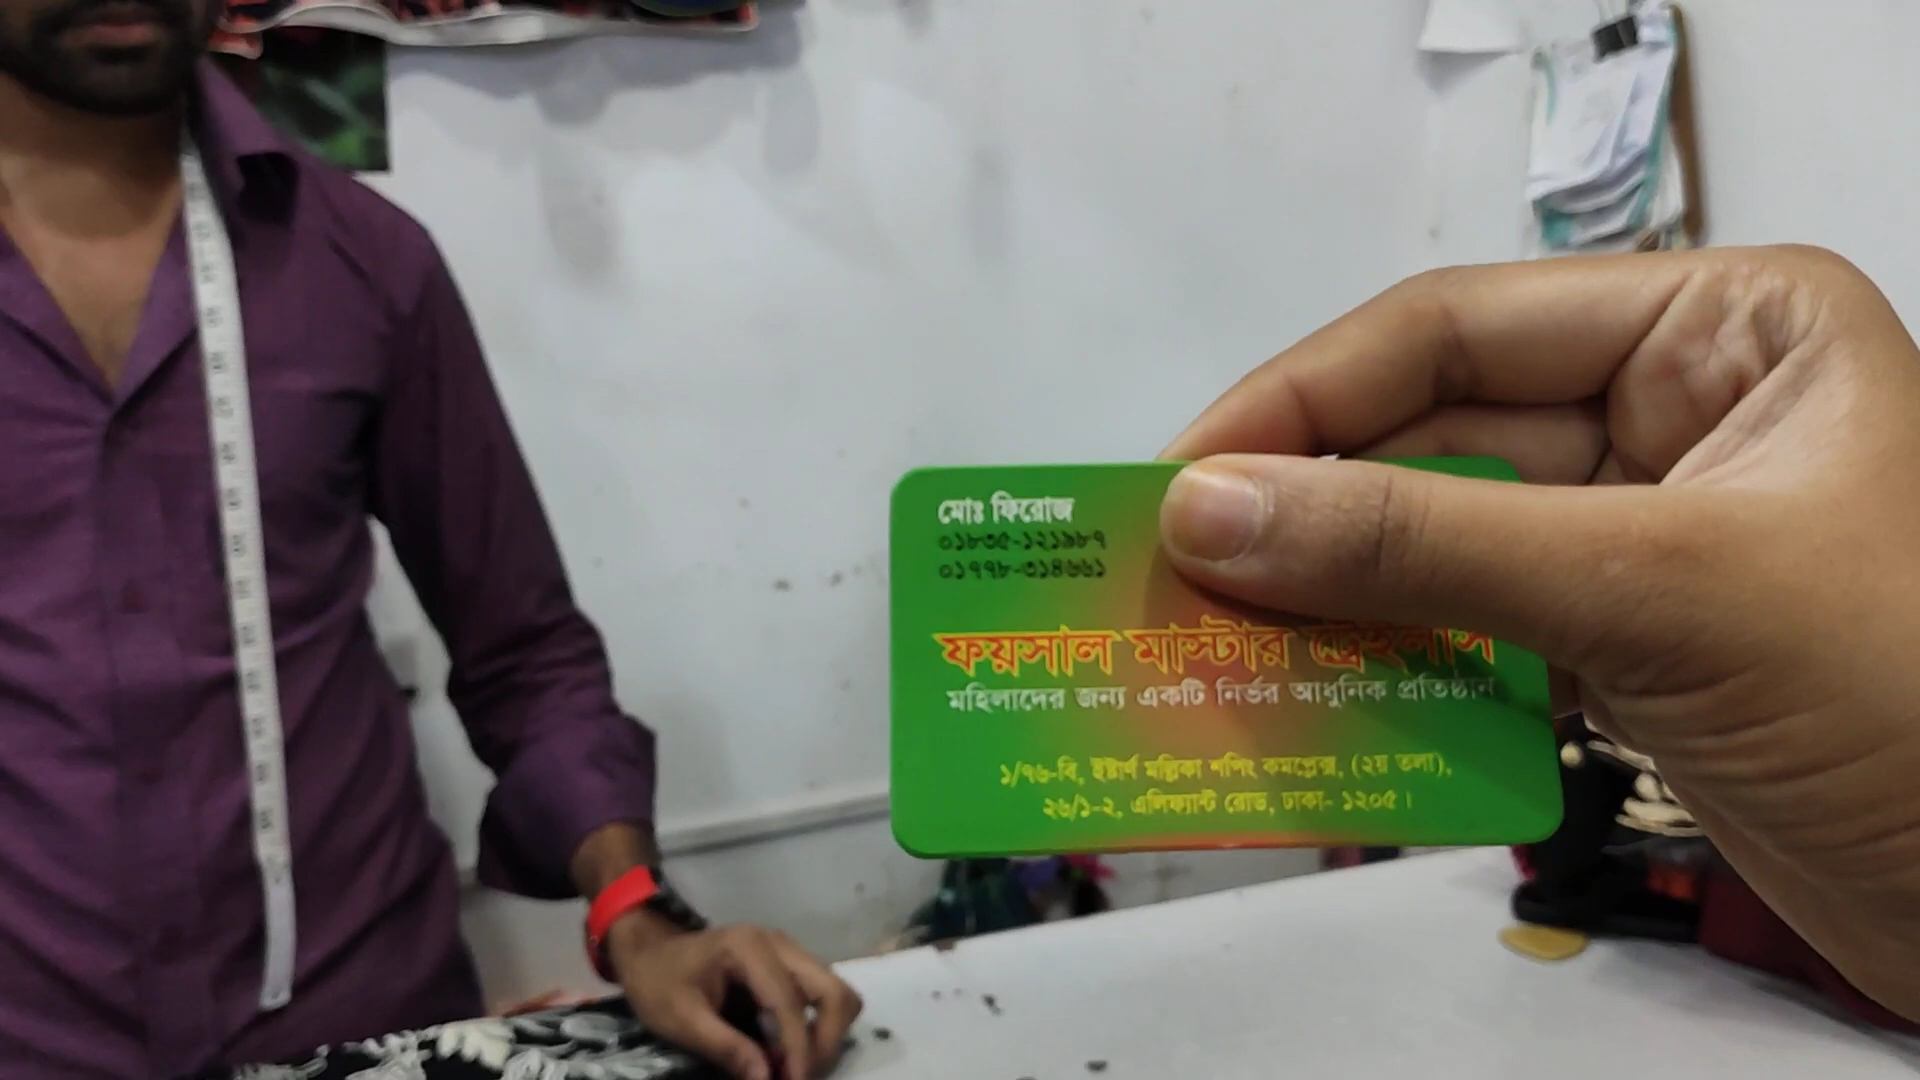 মোঃ ফিরোজ
০১৮৩৫-১২১৯৮৭
০১৭৭৮-৩১৪৬৬১
ফয়সাল মাস্টার ট্রেইলার্স
মহিলাদের জন্য একটি নির্ভর আধুনিক প্রতিষ্ঠান
১/৭৬-বি, ইষ্টার্ণ মল্লিকা শপিং কমপ্লেক্স, (২য় তলা),
২৬/১-২, এলিফ্যান্ট রোড, ঢাকা- ১২০৫।